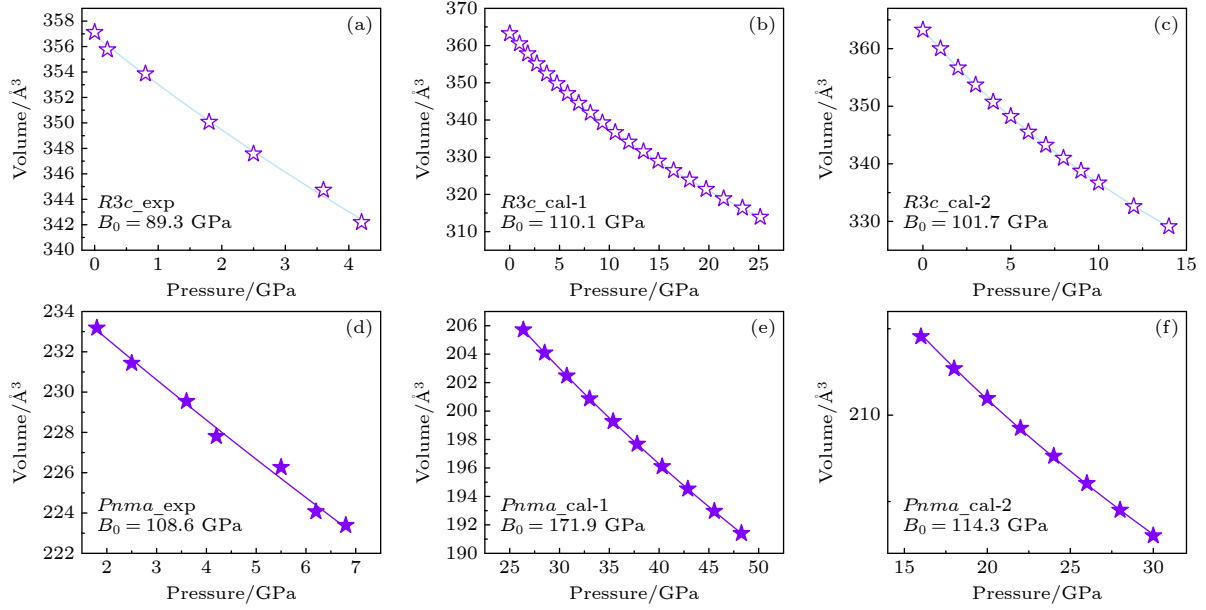 (a)
358
356
354
352
350
348
346
344
342
340
Volume/Å³
R3c_exp
B₀ = 89.3 GPa
0 1 2 3 4
Pressure/GPa
(b)
370
360
350
340
330
320
310
Volume/Å³
R3c_cal-1
B₀ = 110.1 GPa
0 5 10 15 20 25
Pressure/GPa
(c)
360
350
340
330
Volume/Å³
R3c_cal-2
B₀ = 101.7 GPa
0 5 10 15
Pressure/GPa
(d)
234
232
230
228
226
224
222
Volume/Å³
Pnma_exp
B₀ = 108.6 GPa
2 3 4 5 6 7
Pressure/GPa
(e)
206
204
202
200
198
196
194
192
190
Volume/Å³
Pnma_cal-1
B₀ = 171.9 GPa
25 30 35 40 45 50
Pressure/GPa
(f)
210
Volume/Å³
Pnma_cal-2
B₀ = 114.3 GPa
15 20 25 30
Pressure/GPa